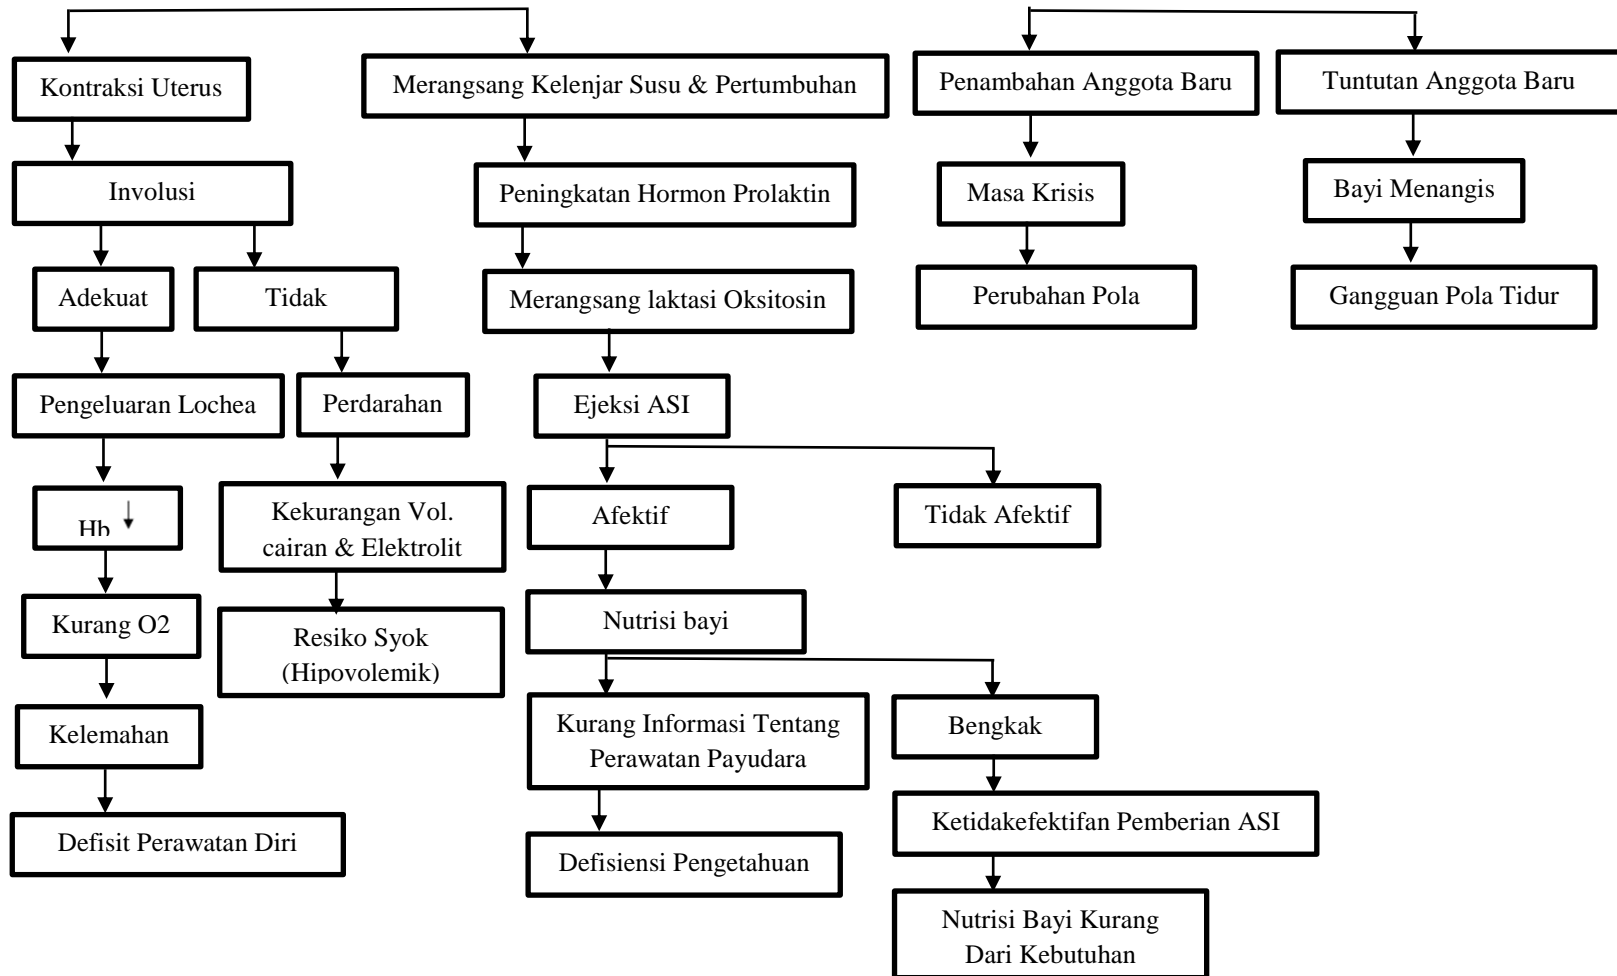 Kontraksi Uterus
Merangsang Kelenjar Susu & Pertumbuhan
Penambahan Anggota Baru
Tuntutan Anggota Baru
Involusi
Peningkatan Hormon Prolaktin
Masa Krisis
Bayi Menangis
Adekuat
Tidak
Merangsang laktasi Oksitosin
Perubahan Pola
Gangguan Pola Tidur
Pengeluaran Lochea
Perdarahan
Ejeksi ASI
Hb ↓
Kekurangan Vol.
cairan & Elektrolit
Afektif
Tidak Afektif
Kurang O2
Resiko Syok
(Hipovolemik)
Nutrisi bayi
Kelemahan
Kurang Informasi Tentang
Perawatan Payudara
Bengkak
Defisit Perawatan Diri
Defisiensi Pengetahuan
Ketidakefektifan Pemberian ASI
Nutrisi Bayi Kurang
Dari Kebutuhan